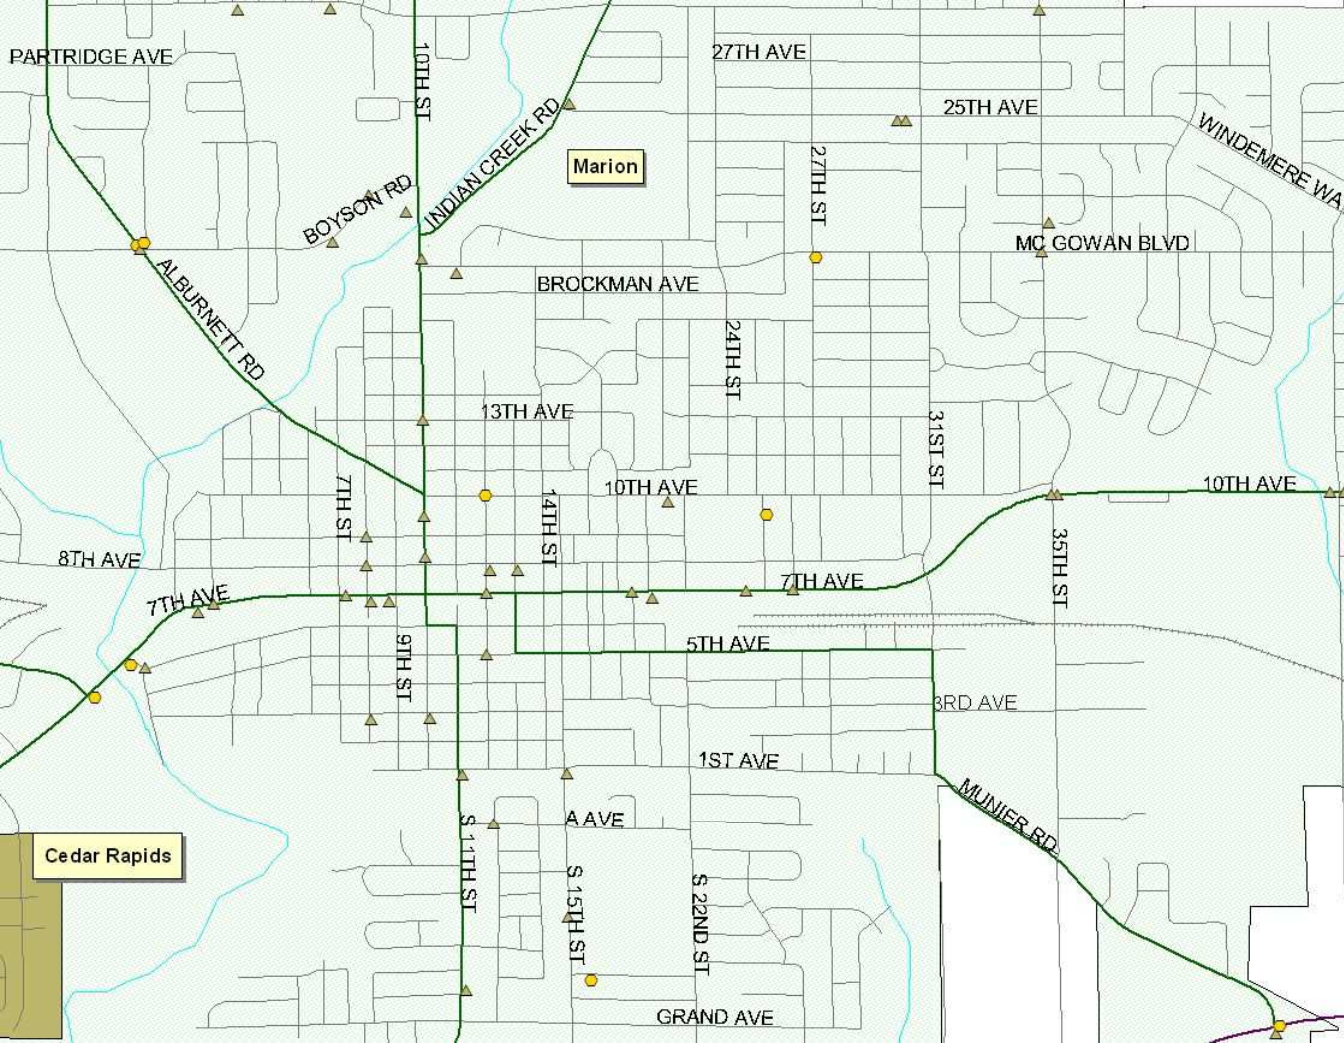 27TH AVE
PARTRIDGE AVE
10TH ST
25TH AVE
INDIAN CREEK RD
WINDEMERE WA
Marion
27TH ST
BOYSON RD
MC GOWAN BLVD
ALBURNETT RD
BROCKMAN AVE
24TH ST
13TH AVE
31ST ST
7TH ST
10TH AVE
14TH ST
10TH AVE
8TH AVE
35TH ST
7TH AVE
7TH AVE
9TH ST
5TH AVE
3RD AVE
1ST AVE
MUNIER RD
S 11TH ST
A AVE
Cedar Rapids
S 15TH ST
S 22ND ST
GRAND AVE